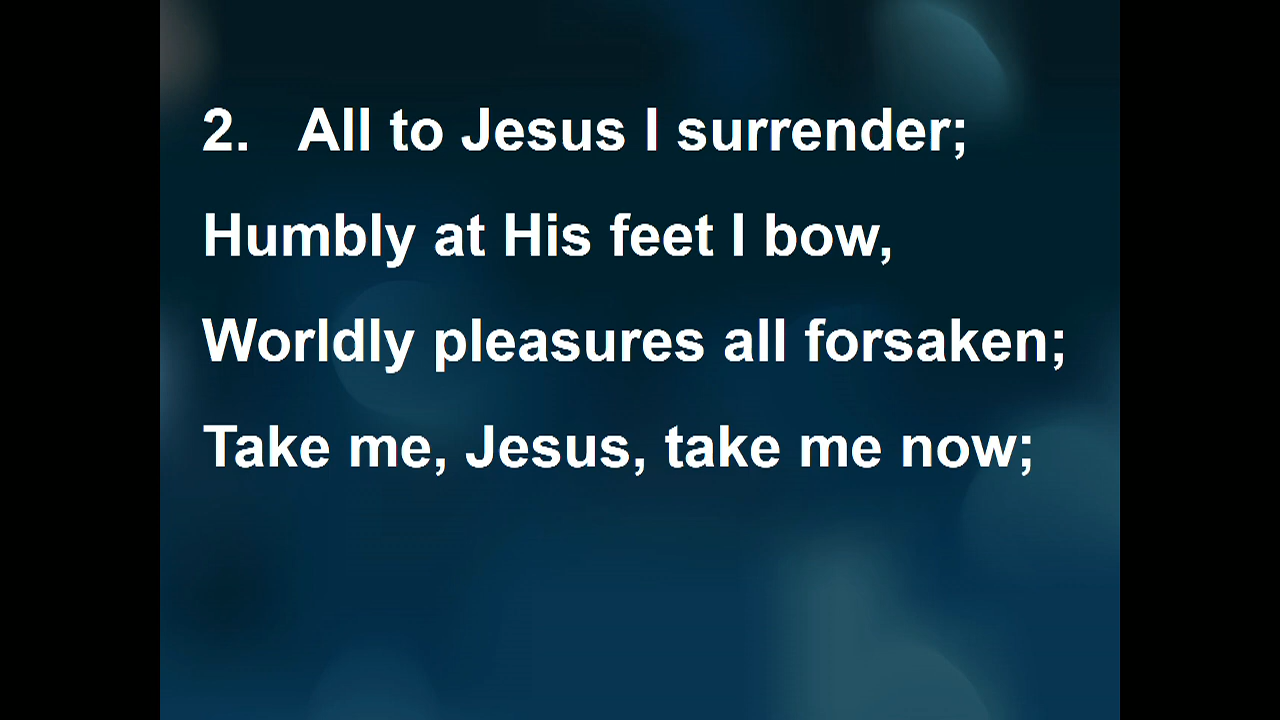 2. All to Jesus I surrender;
Humbly at His feet I bow,
Worldly pleasures all forsaken;
Take me, Jesus, take me now;